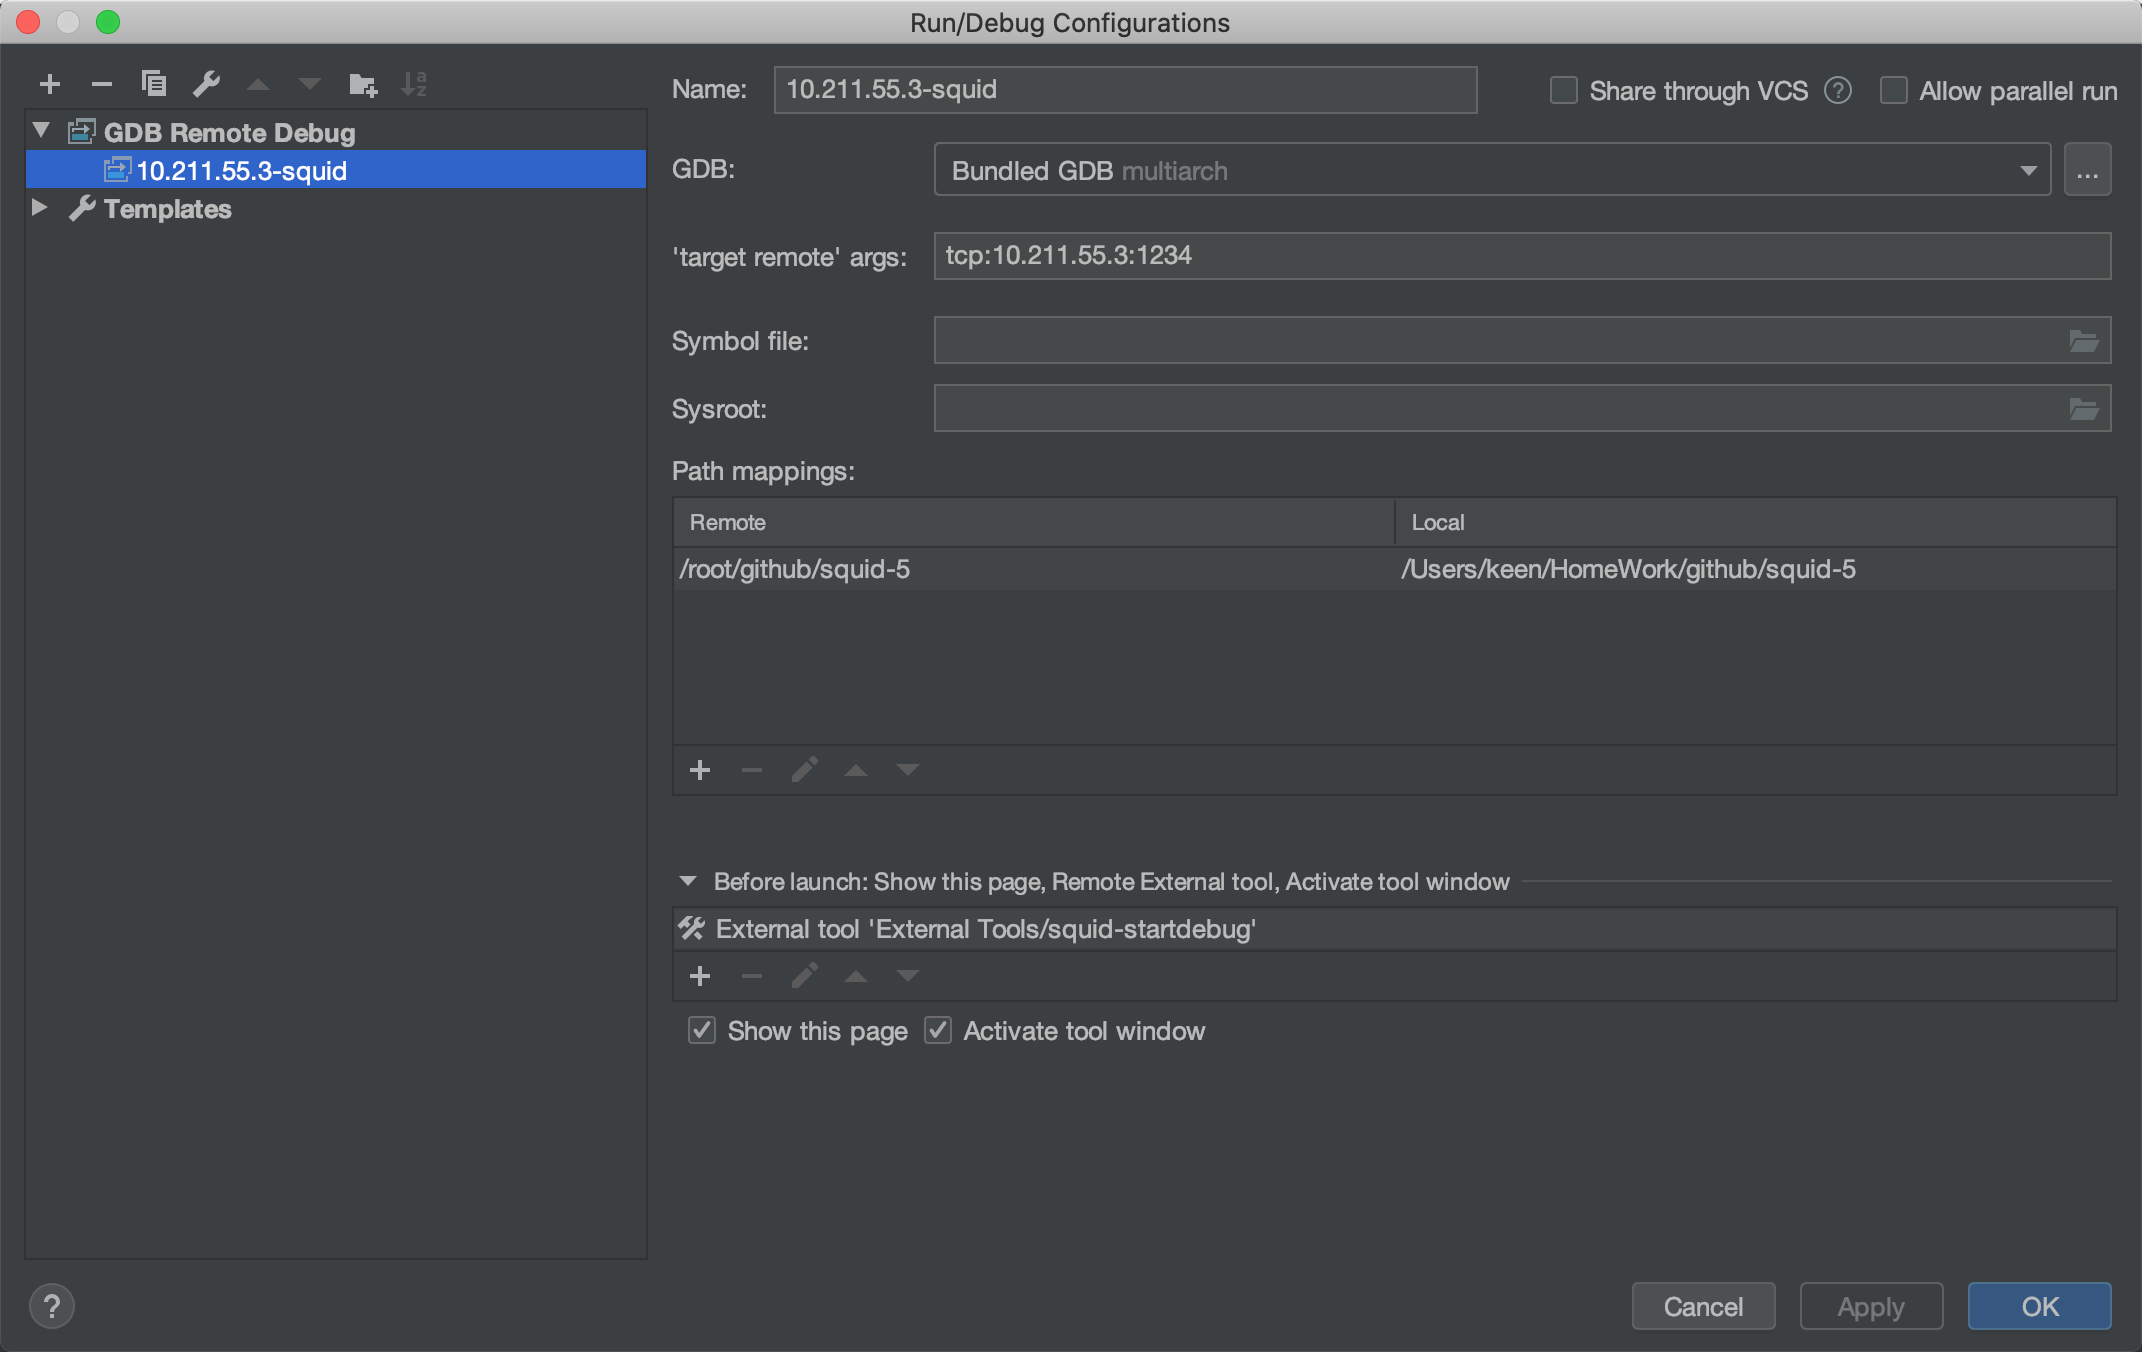 Run/Debug Configurations
GDB Remote Debug
10.211.55.3-squid
Templates
Name: 10.211.55.3-squid Share through VCS ? Allow parallel run
GDB: Bundled GDB multiarch ...
'target remote' args: tcp:10.211.55.3:1234
Symbol file:
Sysroot:
Path mappings:
Remote Local
/root/github/squid-5 /Users/keen/HomeWork/github/squid-5
Before launch: Show this page, Remote External tool, Activate tool window
External tool 'External Tools/squid-startdebug'
Show this page Activate tool window
? Cancel Apply OK